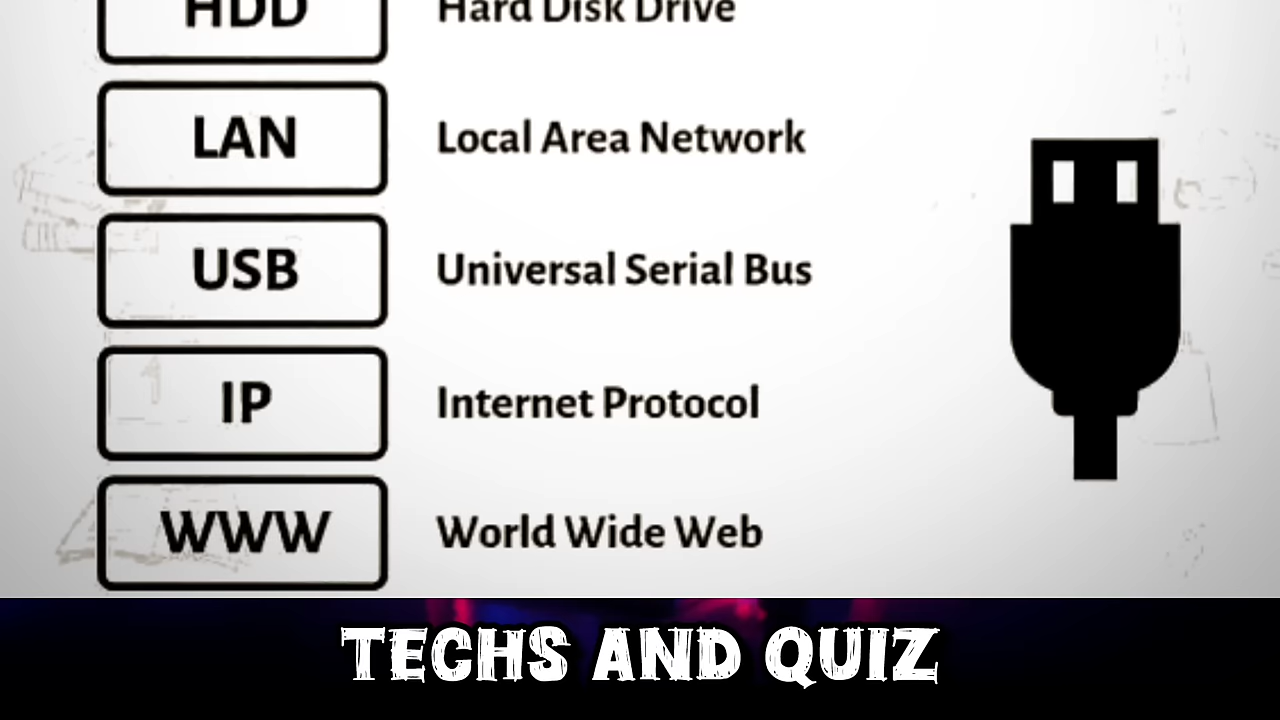 HDD Hard Disk Drive
LAN Local Area Network
USB Universal Serial Bus
IP Internet Protocol
WWW World Wide Web
TECHS AND QUIZ